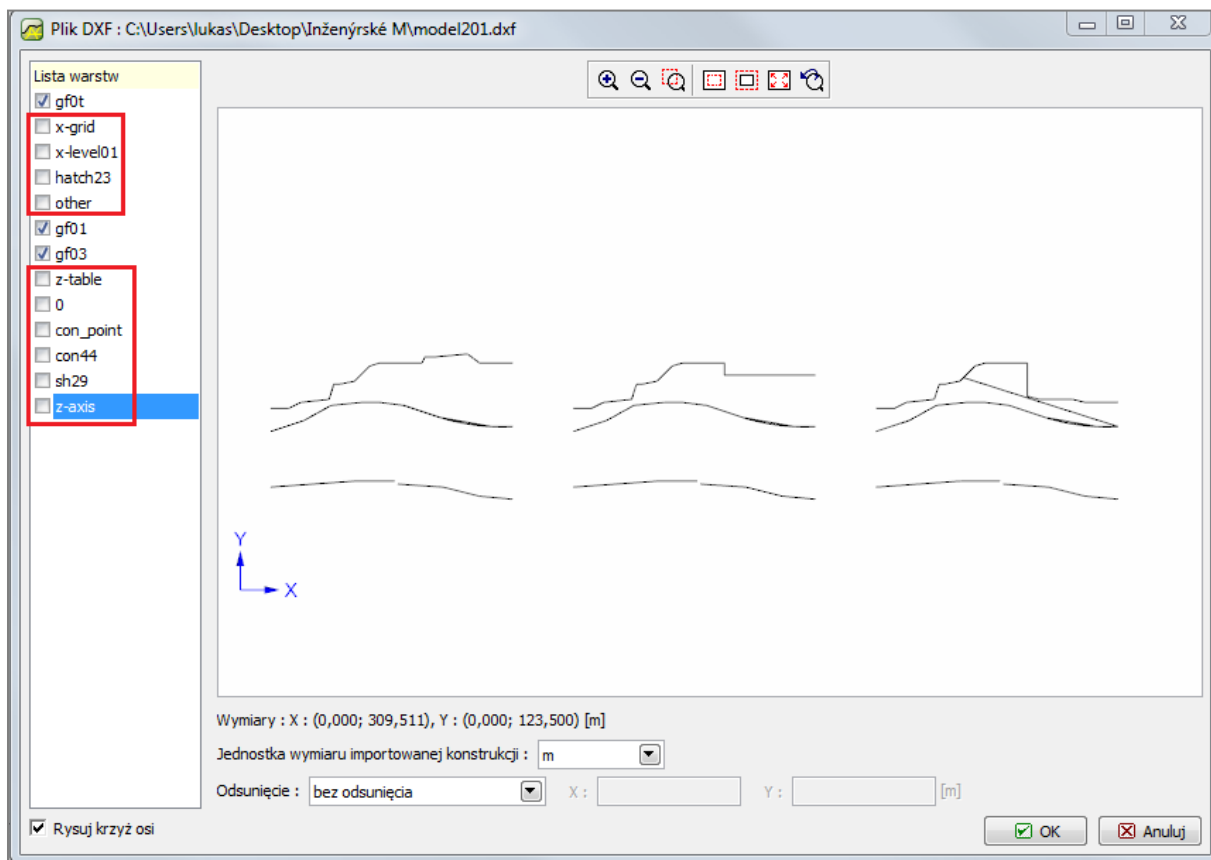 Plik DXF : C:\Users\lukas\Desktop\Inženýrské M\model201.dxf
Lista warstw
gf0t
x-grid
x-level01
hatch23
other
gf01
gf03
z-table
0
con_point
con44
sh29
z-axis
Y
X
Wymiary : X : (0,000; 309,511), Y : (0,000; 123,500) [m]
Jednostka wymiaru importowanej konstrukcji : m
Odsunięcie : bez odsunięcia X : Y : [m]
Rysuj krzyż osi
OK Anuluj